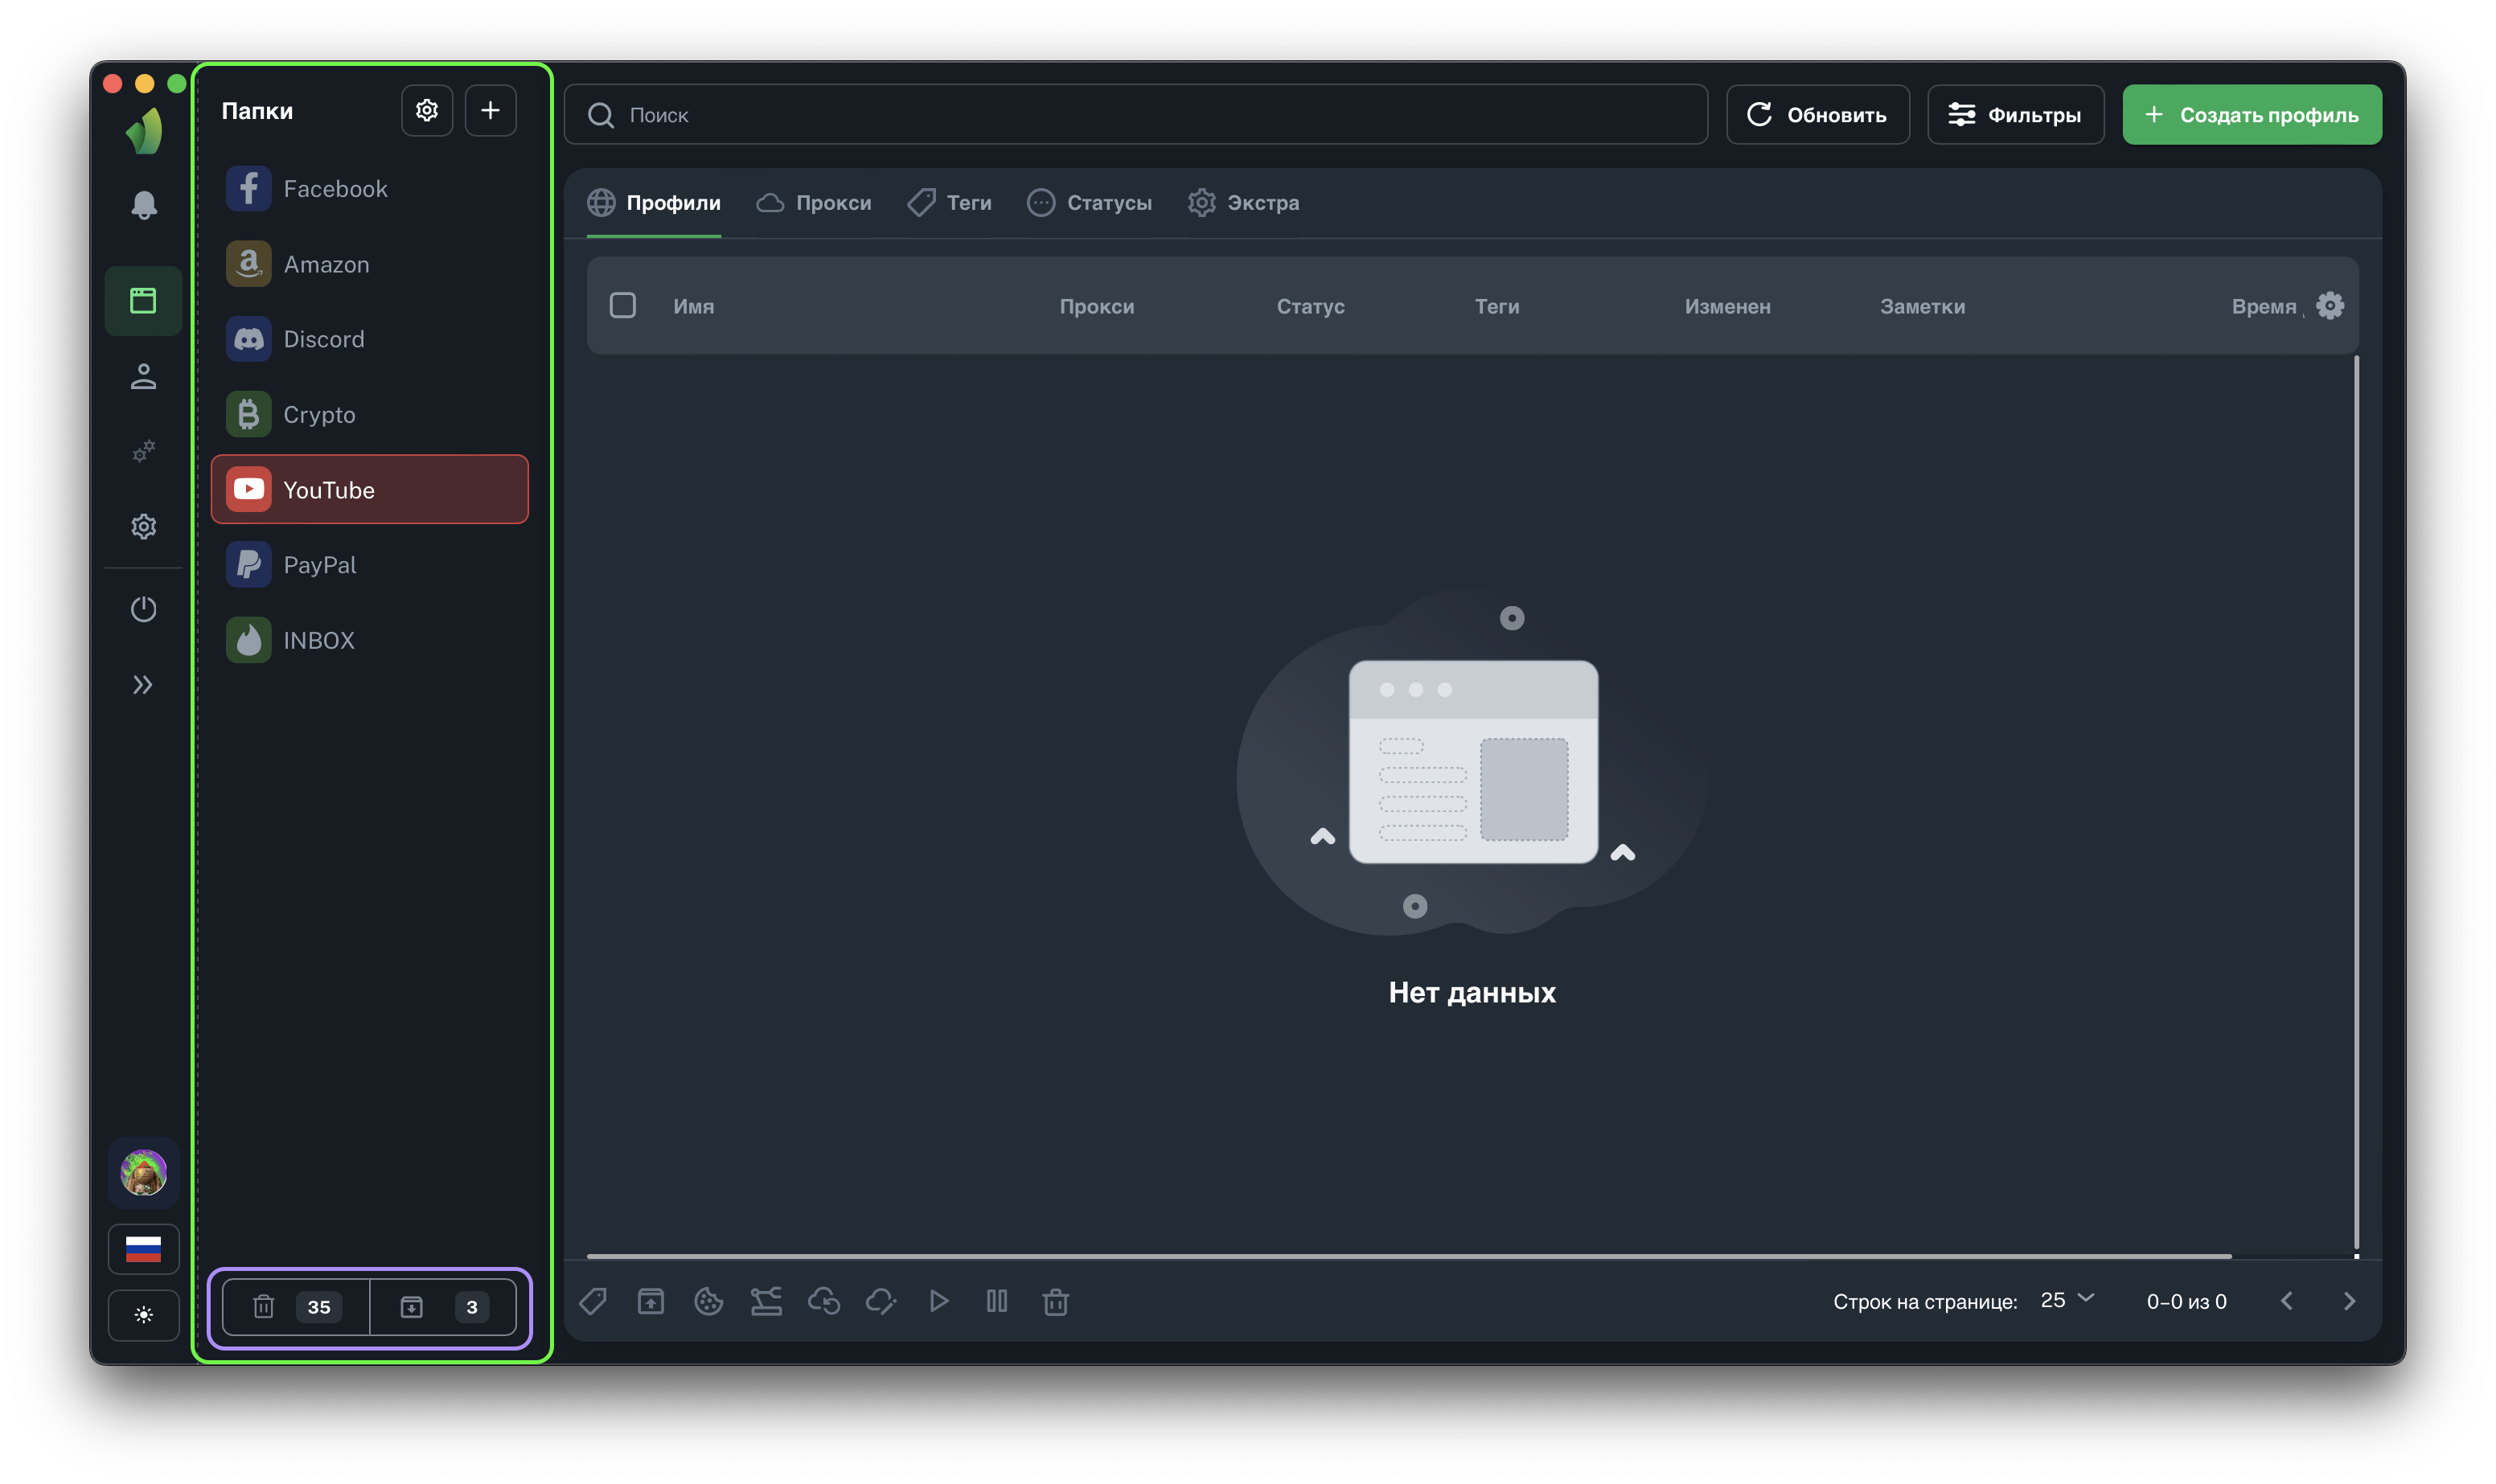 Папки
Facebook
Amazon
Discord
Crypto
YouTube
PayPal
INBOX
35
3
Поиск
Обновить
Фильтры
Создать профиль
Профили
Прокси
Теги
Статусы
Экстра
Имя
Прокси
Статус
Теги
Изменен
Заметки
Время
Нет данных
Строк на странице: 25
0–0 из 0